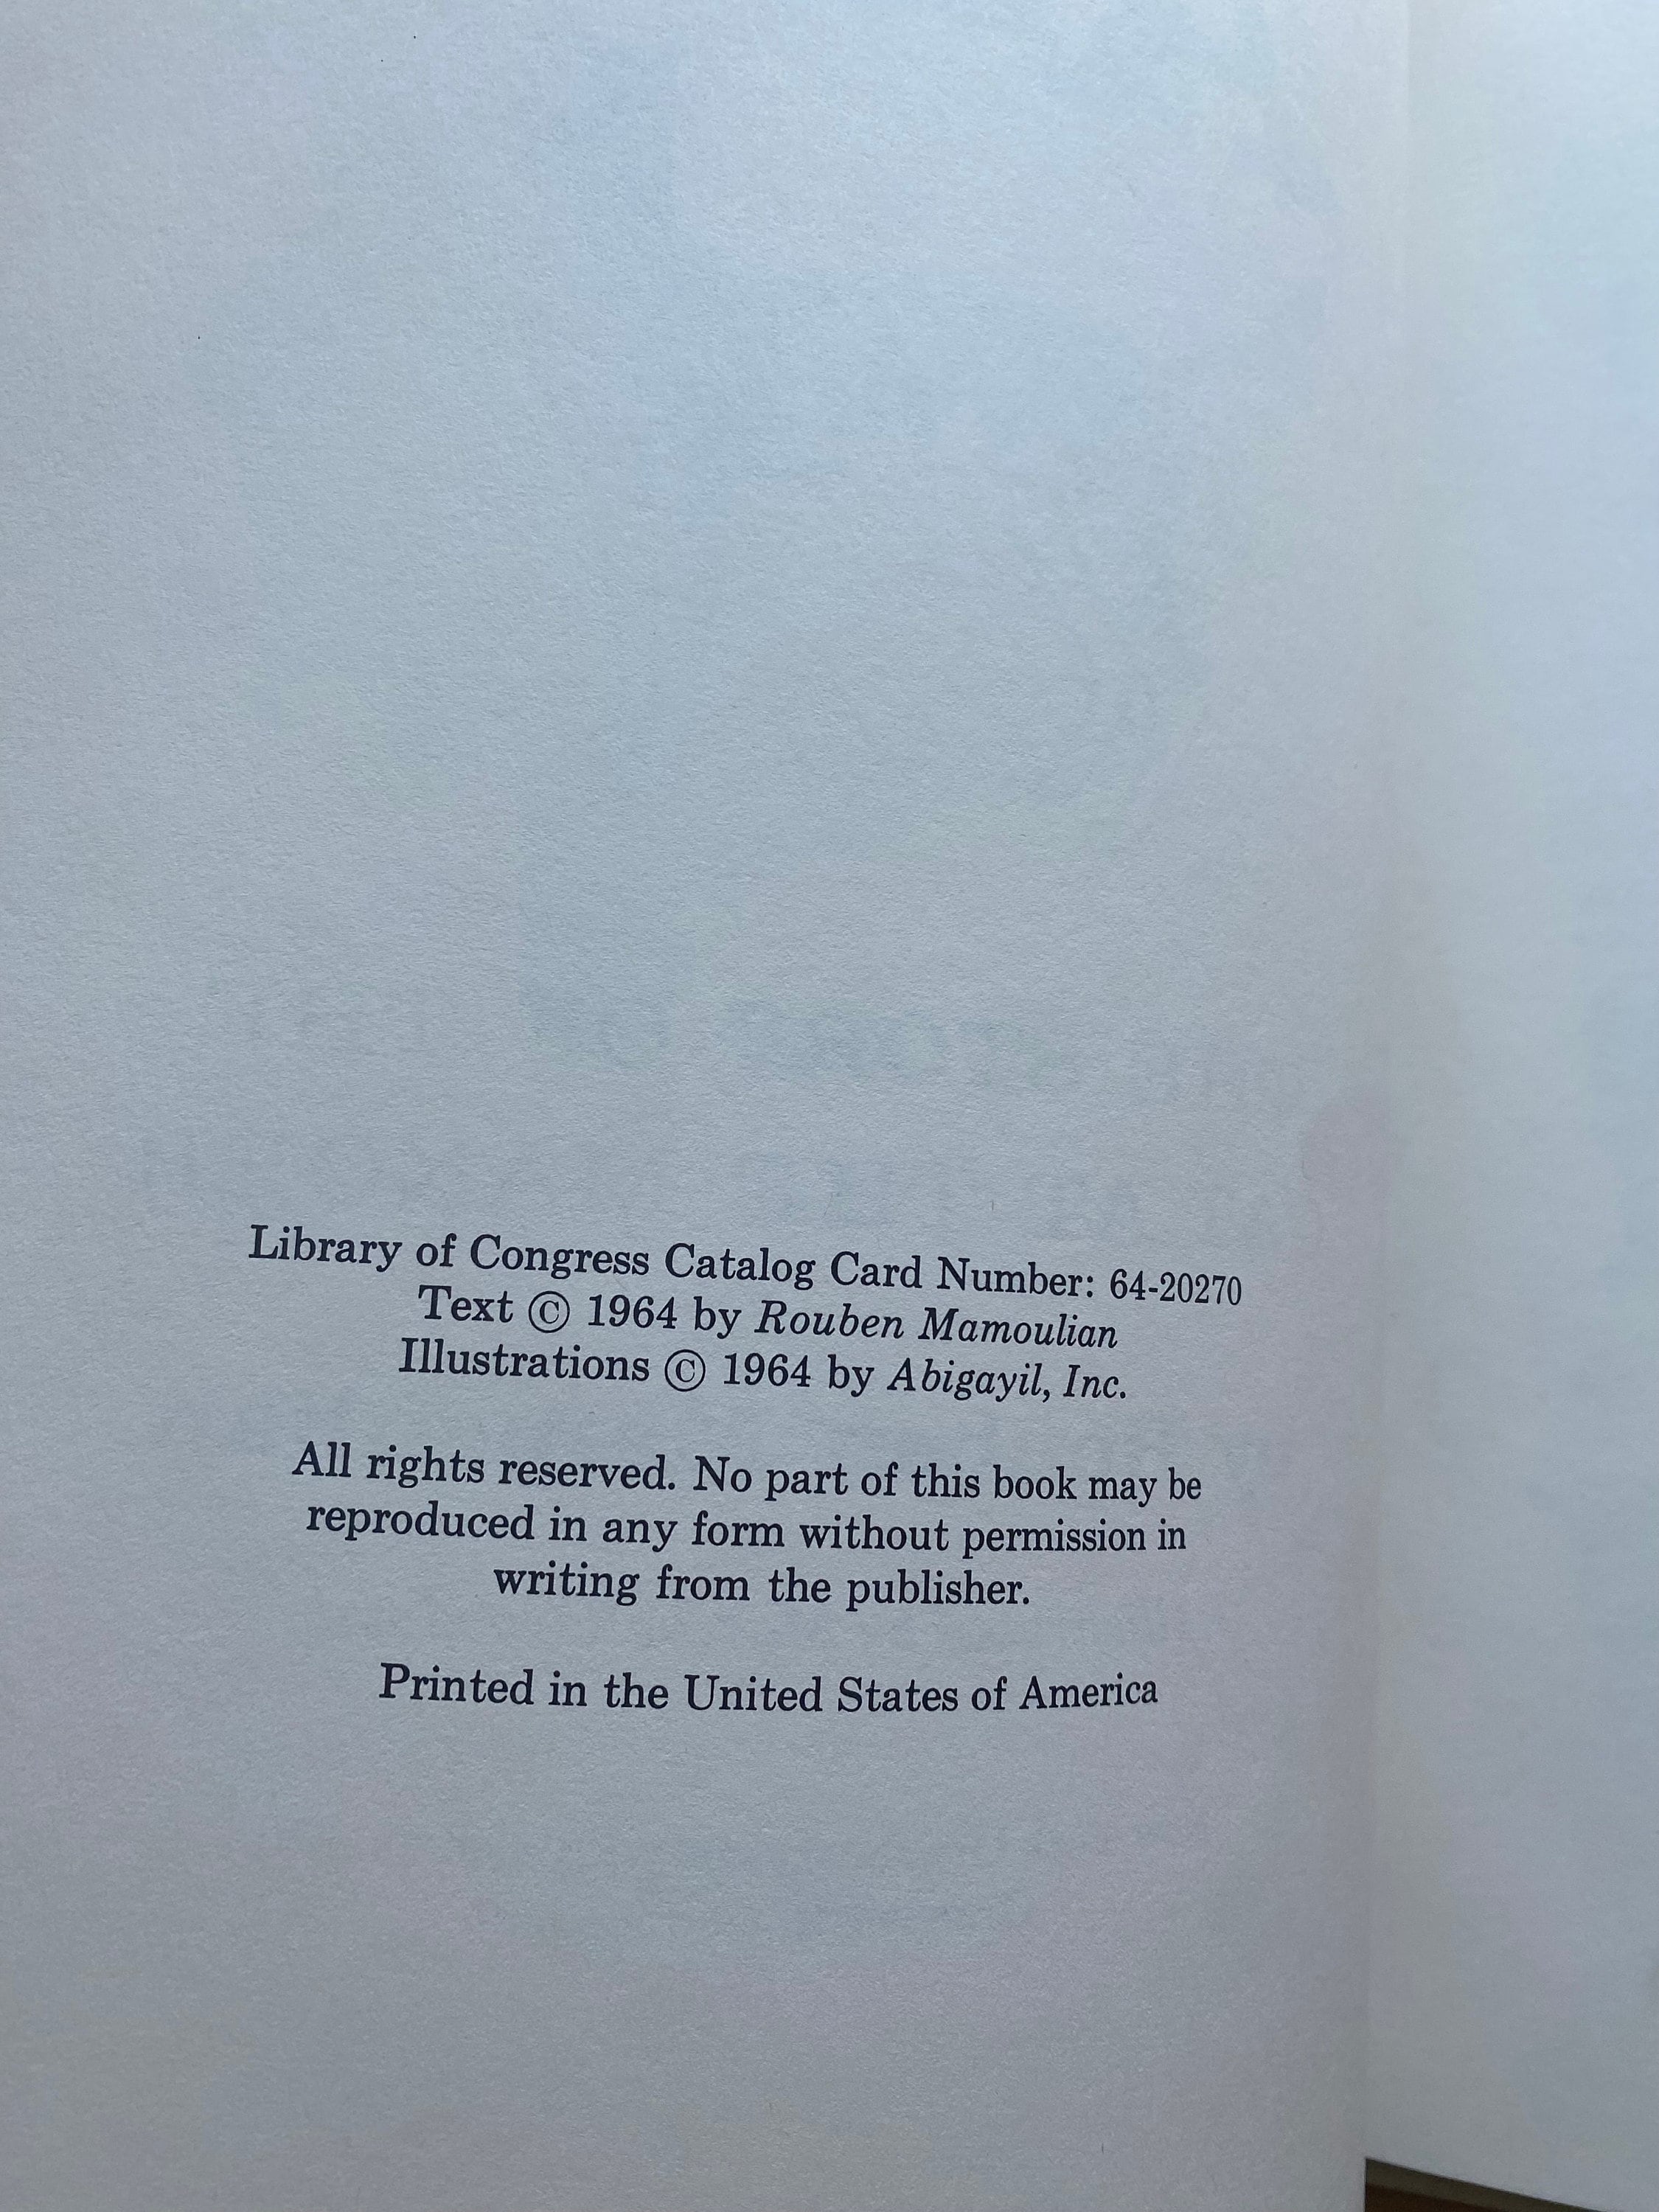 Library of Congress Catalog Card Number: 64-20270
Text © 1964 by Rouben Mamoulian
Illustrations © 1964 by Abigayil, Inc.
All rights reserved. No part of this book may be
reproduced in any form without permission in
writing from the publisher.
Printed in the United States of America